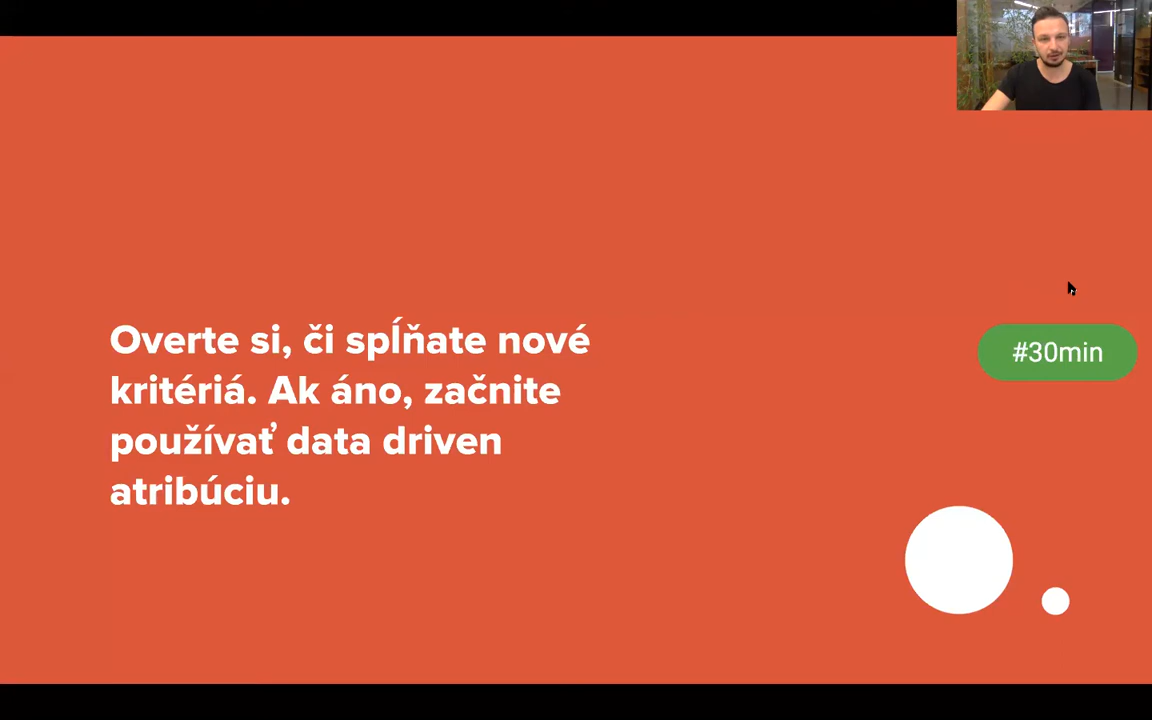 Overte si, či spĺňate nové
kritériá. Ak áno, začnite
používať data driven
atribúciu.
#30min